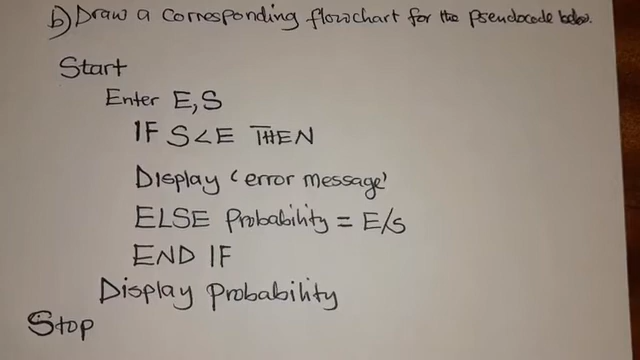 b) Draw a corresponding flowchart for the pseudocode below.
Start
Enter E,S
IF S<E THEN
Display 'error message'
ELSE Probability = E/s
END IF
Display probability
Stop